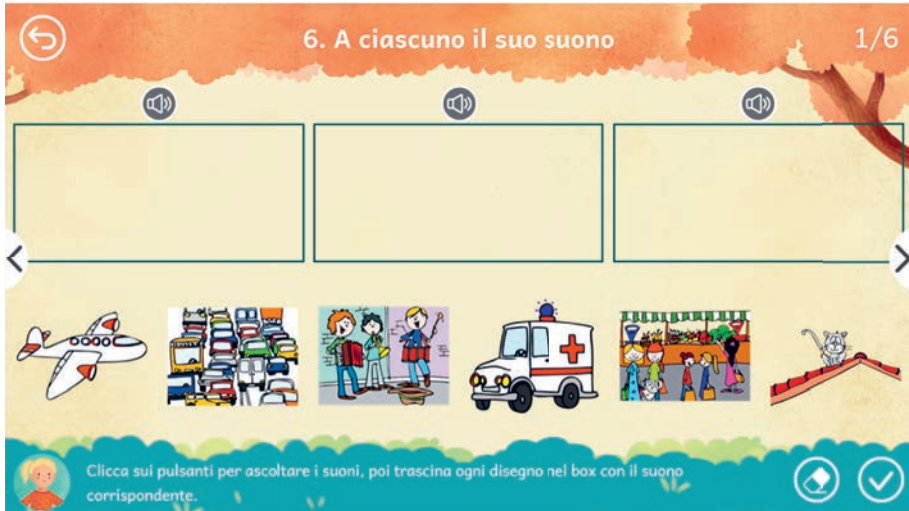 6. A ciascuno il suo suono
1/6
Clicca sui pulsanti per ascoltare i suoni, poi trascina ogni disegno nel box con il suono
corrispondente.